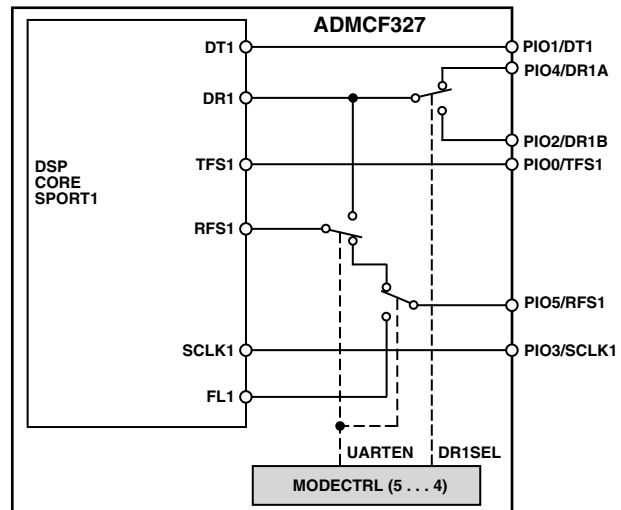 ADMCF327
DT1
PIO1/DT1
PIO4/DR1A
DR1
PIO2/DR1B
DSP
CORE
SPORT1
TFS1
PIO0/TFS1
RFS1
PIO5/RFS1
SCLK1
PIO3/SCLK1
FL1
UARTEN
DR1SEL
MODECTRL (5 . . . 4)